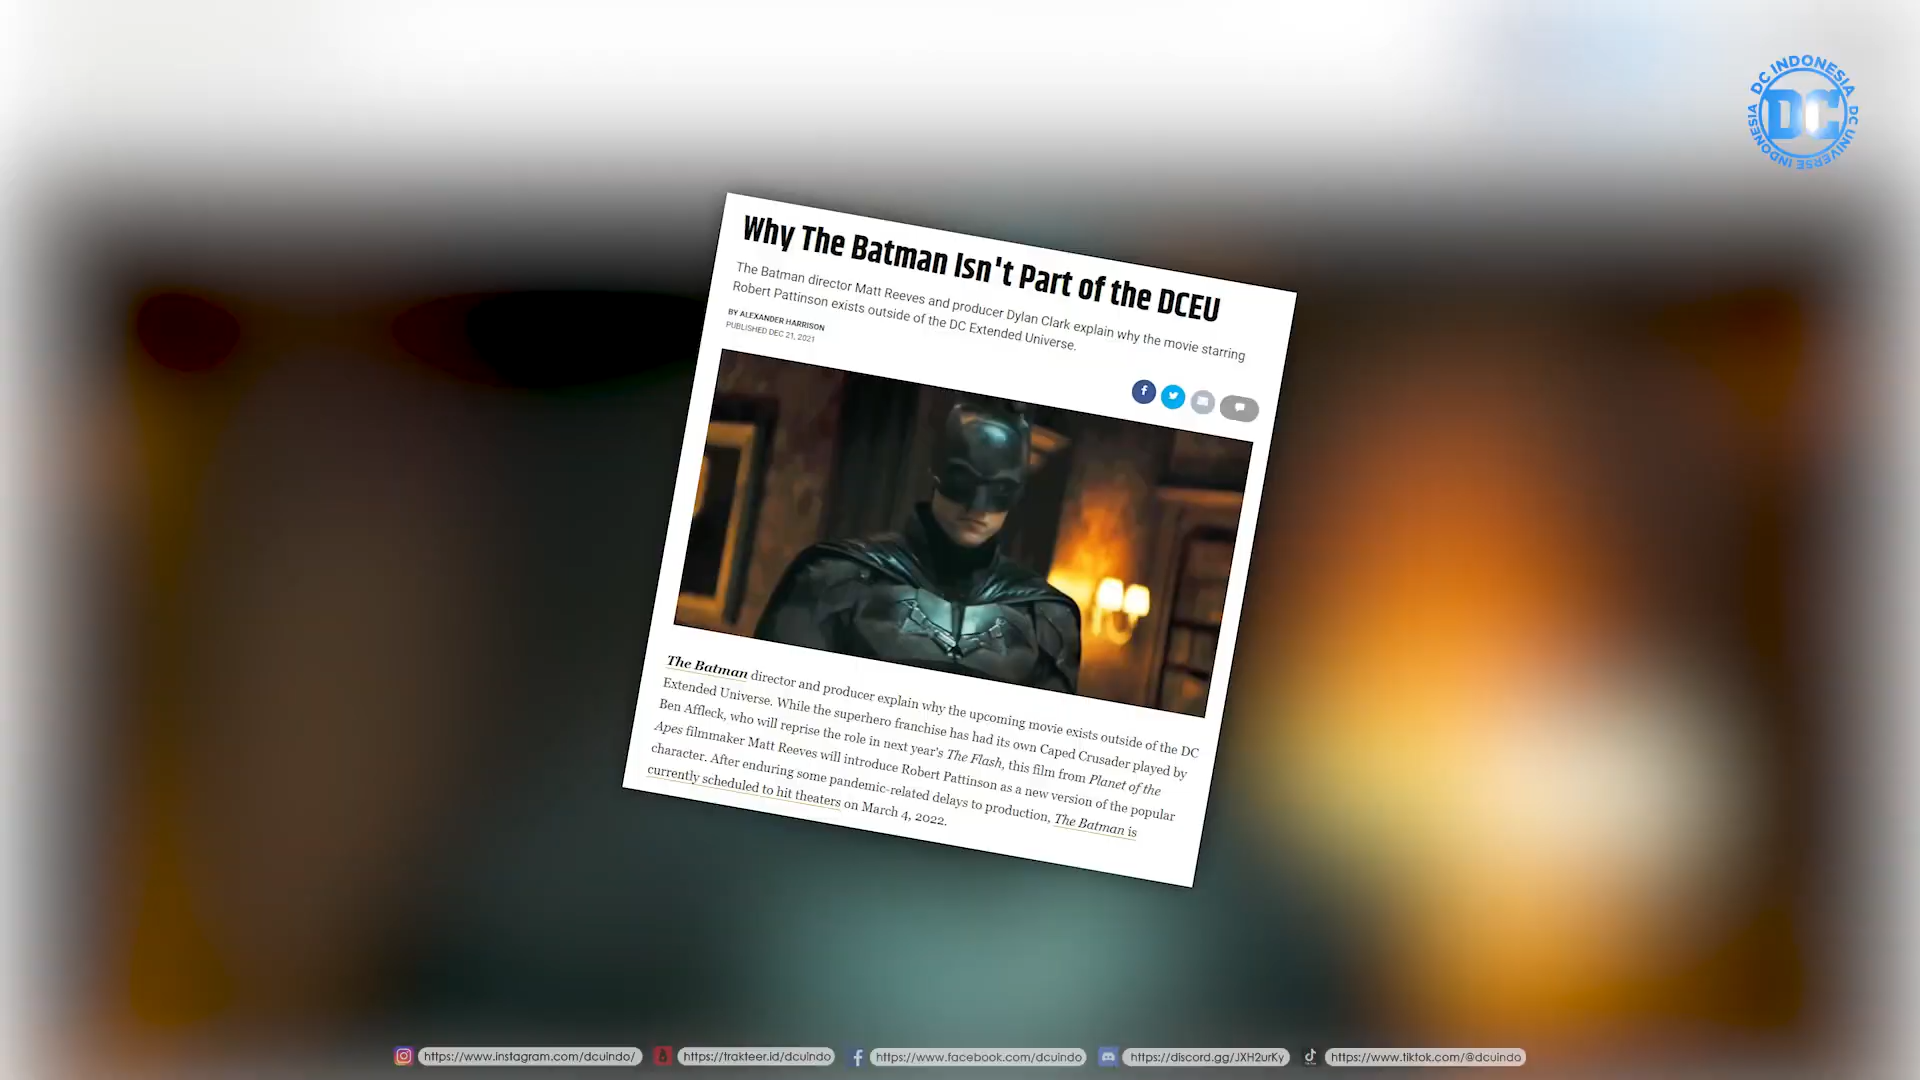 DC INDONESIA
DC UNIVERSE INDONESIA
DC
Why The Batman Isn't Part of the DCEU
The Batman director Matt Reeves and producer Dylan Clark explain why the movie starring
Robert Pattinson exists outside of the DC Extended Universe.
BY ALEXANDER HARRISON
PUBLISHED DEC 21, 2021
The Batman director and producer explain why the upcoming movie exists outside of the DC
Extended Universe. While the superhero franchise has had its own Caped Crusader played by
Ben Affleck, who will reprise the role in next year's The Flash, this film from Planet of the
Apes filmmaker Matt Reeves will introduce Robert Pattinson as a new version of the popular
character. After enduring some pandemic-related delays to production, The Batman is
currently scheduled to hit theaters on March 4, 2022.
https://www.instagram.com/dcuindo/
https://trakteer.id/dcuindo
https://www.facebook.com/dcuindo
https://discord.gg/JXH2urKy
https://www.tiktok.com/@dcuindo